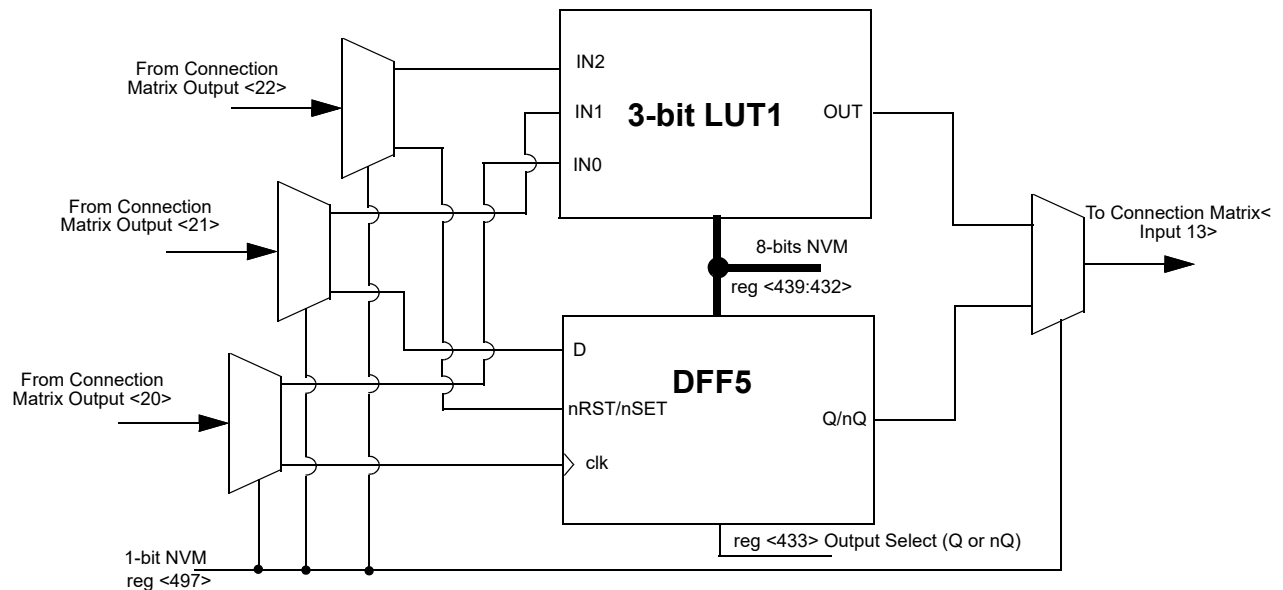 From Connection
Matrix Output <22>
IN2
IN1
IN0
3-bit LUT1
OUT
From Connection
Matrix Output <21>
To Connection Matrix<
Input 13>
8-bits NVM
reg <439:432>
D
DFF5
nRST/nSET
Q/nQ
clk
From Connection
Matrix Output <20>
reg <433> Output Select (Q or nQ)
1-bit NVM
reg <497>